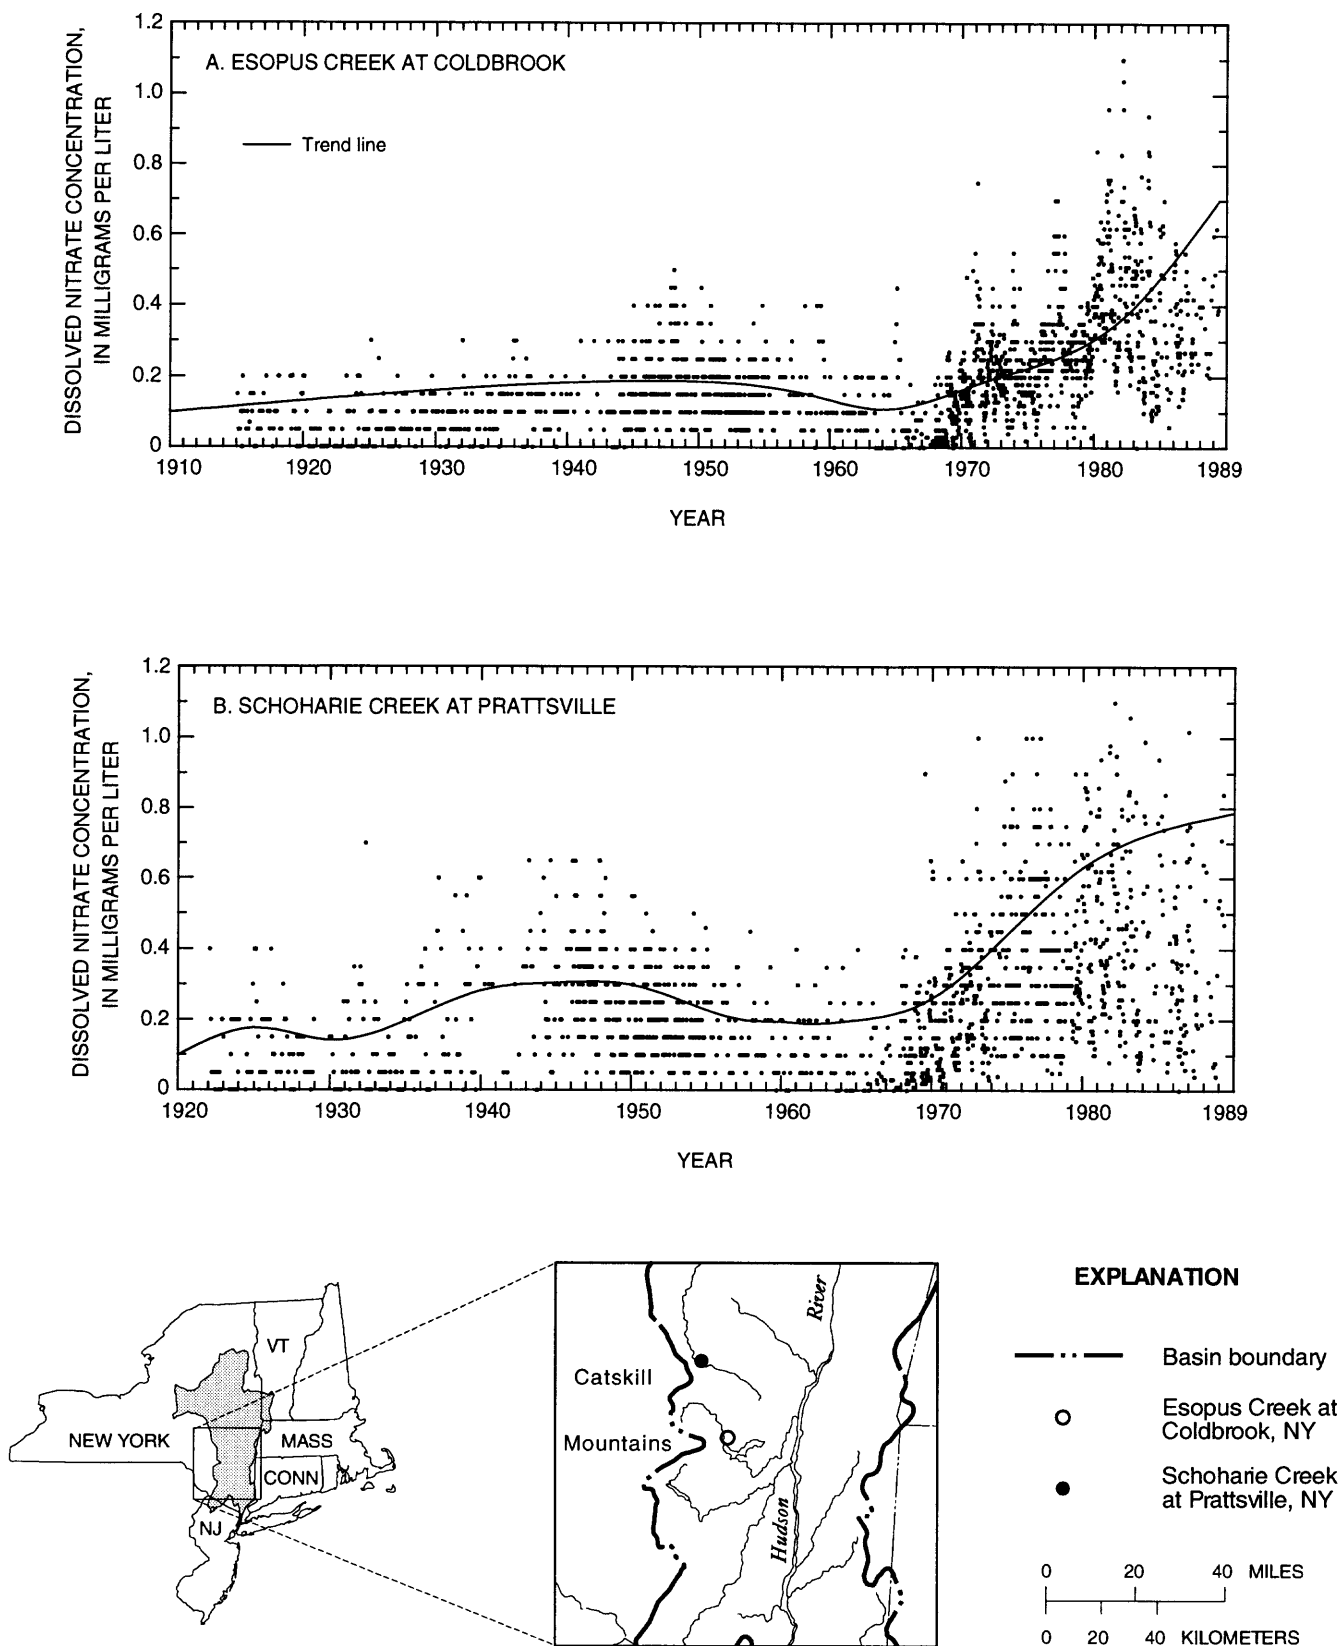 DISSOLVED NITRATE CONCENTRATION,
IN MILLIGRAMS PER LITER
1.2
1.0
0.8
0.6
0.4
0.2
0
A. ESOPUS CREEK AT COLDBROOK
Trend line
1910 1920 1930 1940 1950 1960 1970 1980 1989
YEAR
DISSOLVED NITRATE CONCENTRATION,
IN MILLIGRAMS PER LITER
1.2
1.0
0.8
0.6
0.4
0.2
0
B. SCHOHARIE CREEK AT PRATTSVILLE
1920 1930 1940 1950 1960 1970 1980 1989
YEAR
VT
NEW YORK
MASS
CONN
NJ
River
Catskill
Mountains
Hudson
EXPLANATION
Basin boundary
Esopus Creek at
Coldbrook, NY
Schoharie Creek
at Prattsville, NY
0 20 40 MILES
0 20 40 KILOMETERS